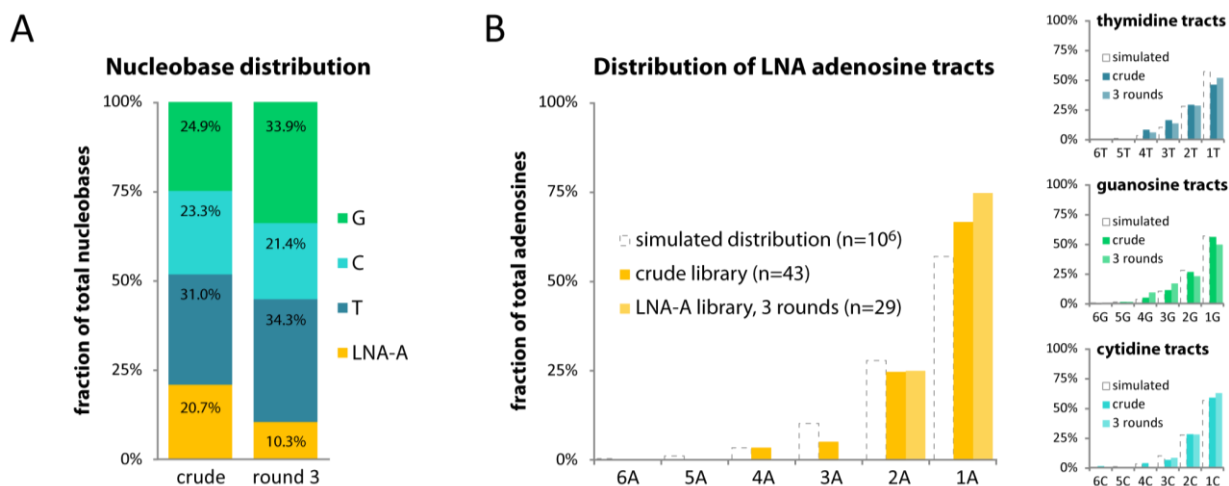 A
Nucleobase distribution
fraction of total nucleobases
100%
75%
50%
25%
0%
24.9%
23.3%
31.0%
20.7%
33.9%
21.4%
34.3%
10.3%
crude
round 3
G
C
T
LNA-A
B
Distribution of LNA adenosine tracts
fraction of total adenosines
100%
75%
50%
25%
0%
simulated distribution (n=10⁶)
crude library (n=43)
LNA-A library, 3 rounds (n=29)
6A 5A 4A 3A 2A 1A
thymidine tracts
100%
75%
50%
25%
0%
simulated
crude
3 rounds
6T 5T 4T 3T 2T 1T
guanosine tracts
100%
75%
50%
25%
0%
simulated
crude
3 rounds
6G 5G 4G 3G 2G 1G
cytidine tracts
100%
75%
50%
25%
0%
simulated
crude
3 rounds
6C 5C 4C 3C 2C 1C